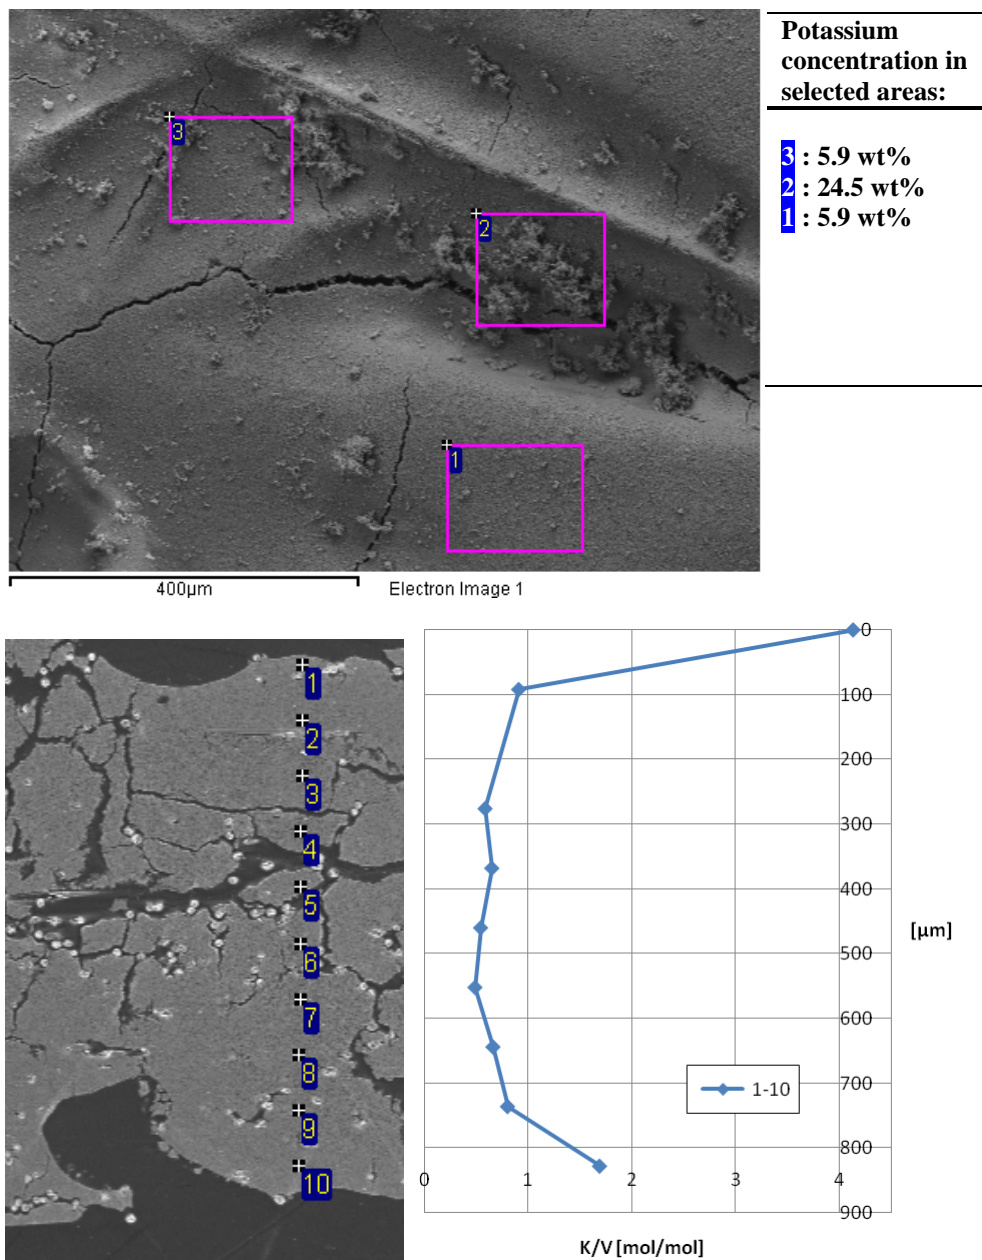 Potassium
concentration in
selected areas:
3 : 5.9 wt%
2 : 24.5 wt%
1 : 5.9 wt%
3
2
1
400µm
Electron Image 1
1
2
3
4
5
6
7
8
9
10
0
100
200
300
400
500
600
700
800
900
[µm]
1-10
0
1
2
3
4
K/V [mol/mol]